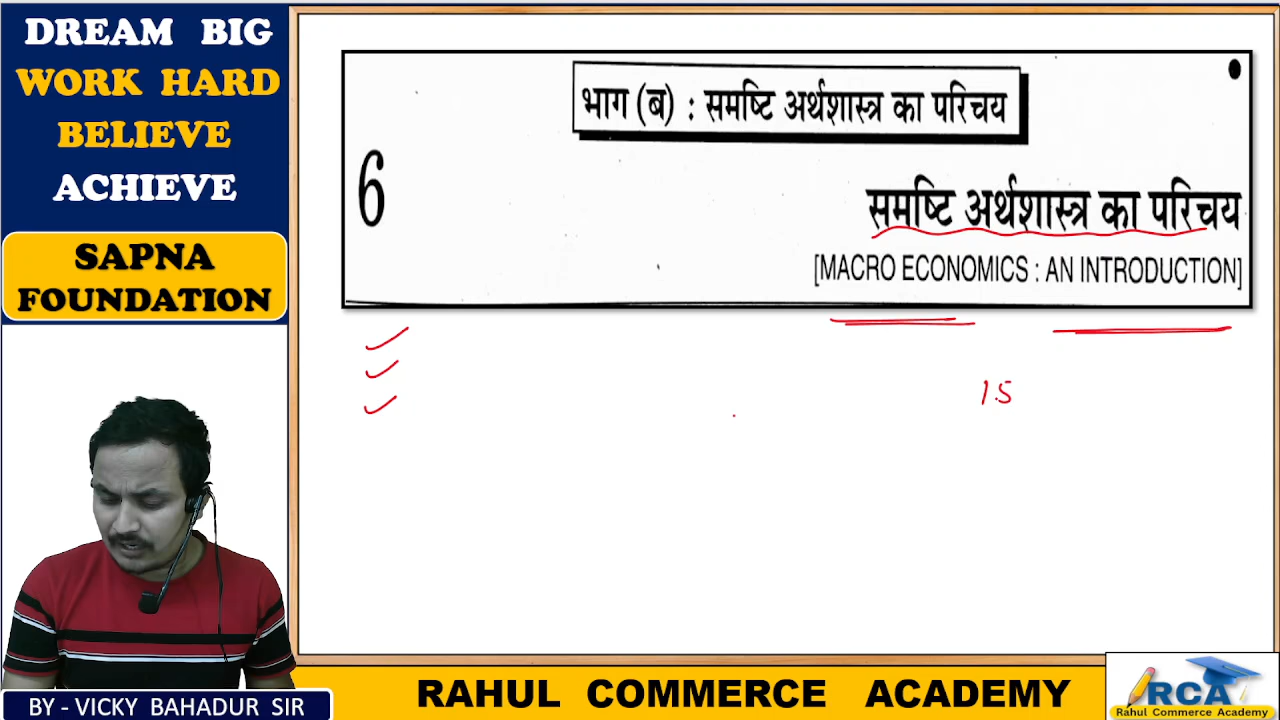 DREAM BIG
WORK HARD
BELIEVE
ACHIEVE
SAPNA
FOUNDATION
भाग (ब) : समष्टि अर्थशास्त्र का परिचय
6
समष्टि अर्थशास्त्र का परिचय
[MACRO ECONOMICS : AN INTRODUCTION]
15
BY - VICKY BAHADUR SIR
RAHUL COMMERCE ACADEMY
RCA
Rahul Commerce Academy